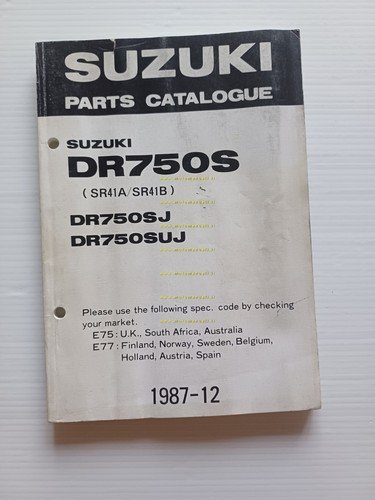 SUZUKI
PARTS CATALOGUE
SUZUKI
DR750S
( SR41A/SR41B )
DR750SJ
DR750SUJ
Please use the following spec. code by checking
your market.
E75 : U.K., South Africa, Australia
E77 : Finland, Norway, Sweden, Belgium,
Holland, Austria, Spain
1987-12